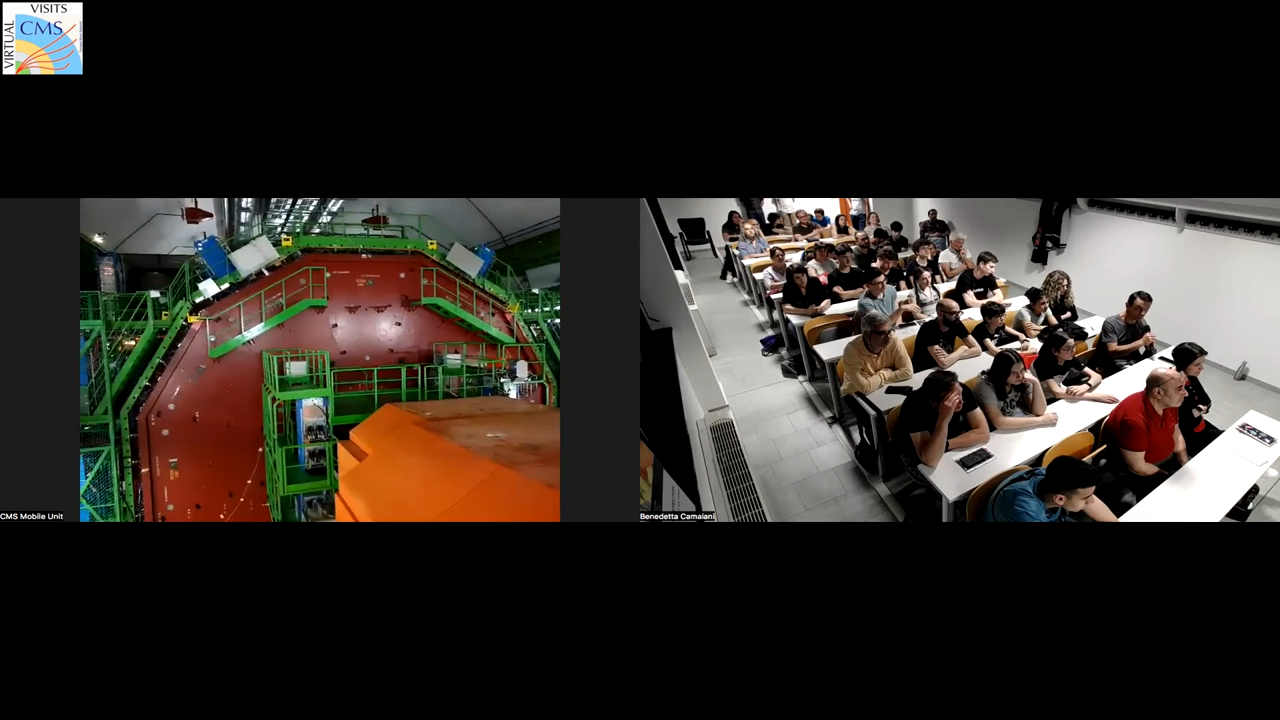 VISITS
CMS
VIRTUAL
CMS Mobile Unit
Benedetta Camaiani